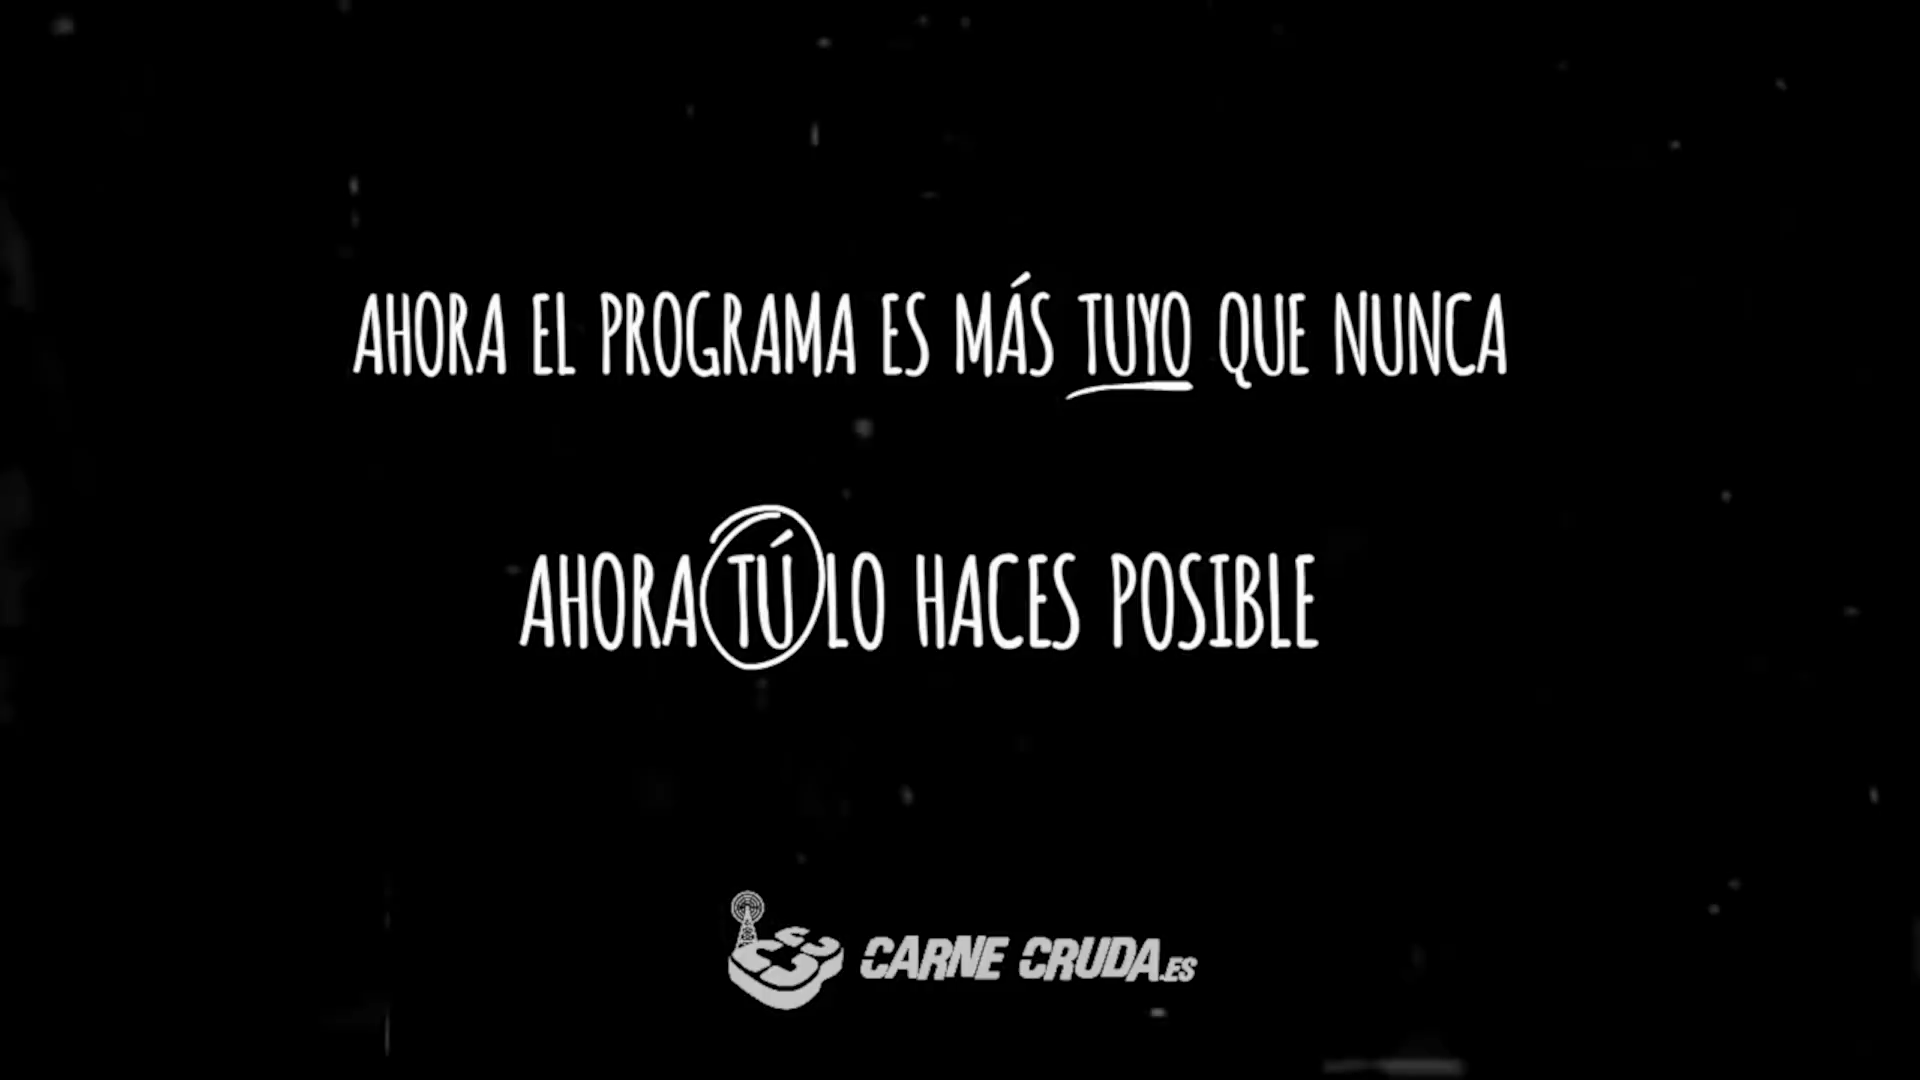 AHORA EL PROGRAMA ES MÁS TUYO QUE NUNCA
AHORA TÚ LO HACES POSIBLE
CARNE CRUDA.ES